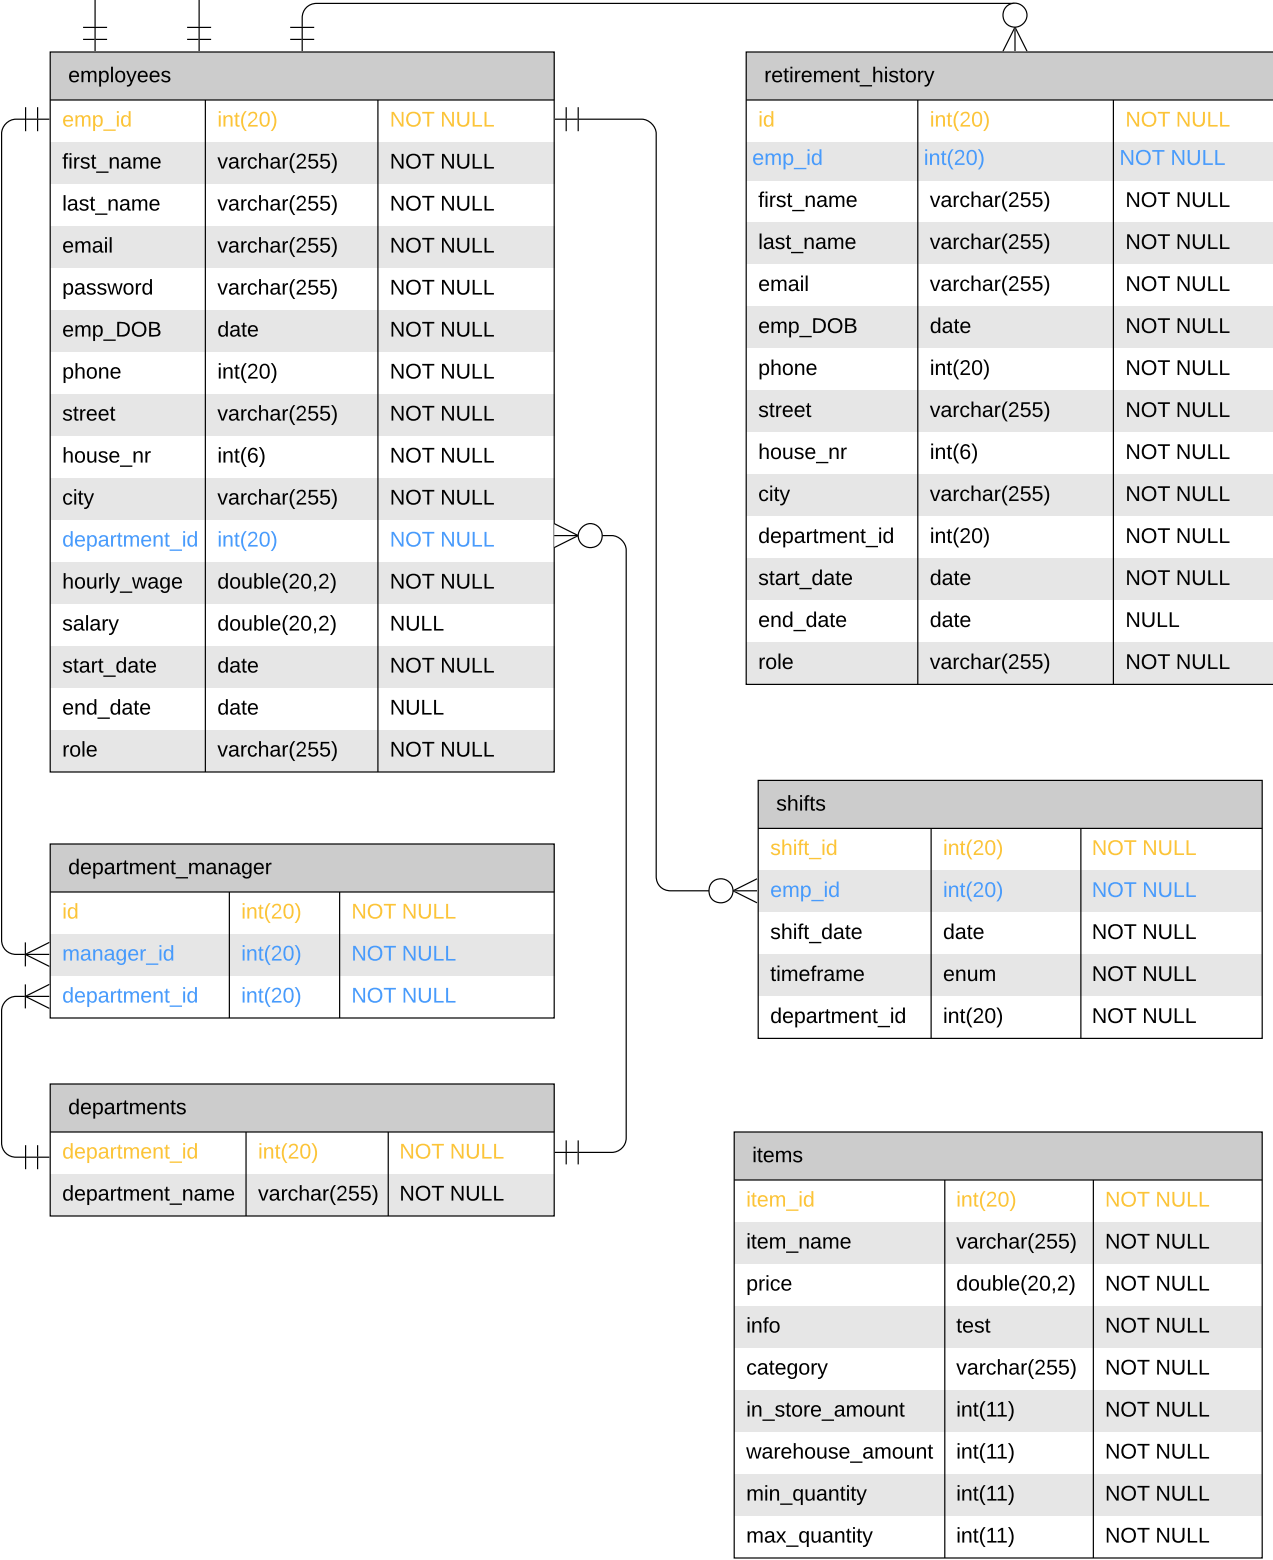 employees
emp_id int(20) NOT NULL
first_name varchar(255) NOT NULL
last_name varchar(255) NOT NULL
email varchar(255) NOT NULL
password varchar(255) NOT NULL
emp_DOB date NOT NULL
phone int(20) NOT NULL
street varchar(255) NOT NULL
house_nr int(6) NOT NULL
city varchar(255) NOT NULL
department_id int(20) NOT NULL
hourly_wage double(20,2) NOT NULL
salary double(20,2) NULL
start_date date NOT NULL
end_date date NULL
role varchar(255) NOT NULL
retirement_history
id int(20) NOT NULL
emp_id int(20) NOT NULL
first_name varchar(255) NOT NULL
last_name varchar(255) NOT NULL
email varchar(255) NOT NULL
emp_DOB date NOT NULL
phone int(20) NOT NULL
street varchar(255) NOT NULL
house_nr int(6) NOT NULL
city varchar(255) NOT NULL
department_id int(20) NOT NULL
start_date date NOT NULL
end_date date NULL
role varchar(255) NOT NULL
department_manager
id int(20) NOT NULL
manager_id int(20) NOT NULL
department_id int(20) NOT NULL
shifts
shift_id int(20) NOT NULL
emp_id int(20) NOT NULL
shift_date date NOT NULL
timeframe enum NOT NULL
department_id int(20) NOT NULL
departments
department_id int(20) NOT NULL
department_name varchar(255) NOT NULL
items
item_id int(20) NOT NULL
item_name varchar(255) NOT NULL
price double(20,2) NOT NULL
info test NOT NULL
category varchar(255) NOT NULL
in_store_amount int(11) NOT NULL
warehouse_amount int(11) NOT NULL
min_quantity int(11) NOT NULL
max_quantity int(11) NOT NULL